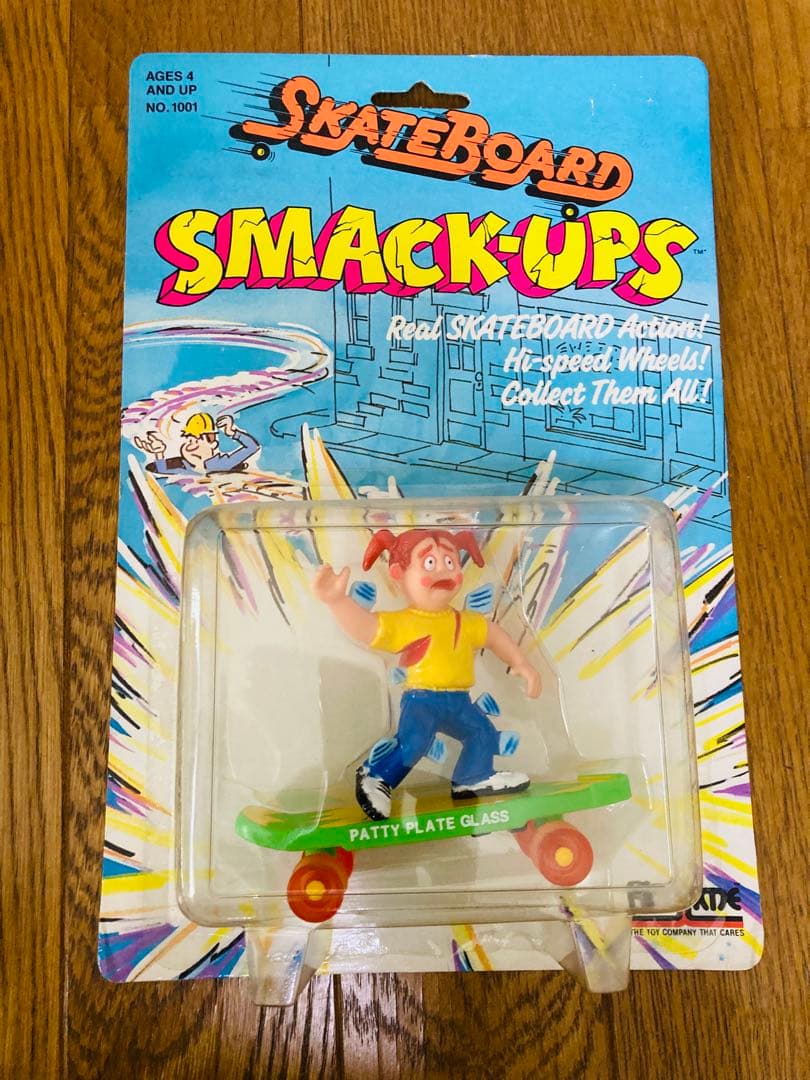 AGES 4
AND UP
NO. 1001
SKATEBOARD
SMACK-UPS™
Real SKATEBOARD Action!
Hi-speed Wheels!
Collect Them All!
PATTY PLATE GLASS
THE TOY COMPANY THAT CARES